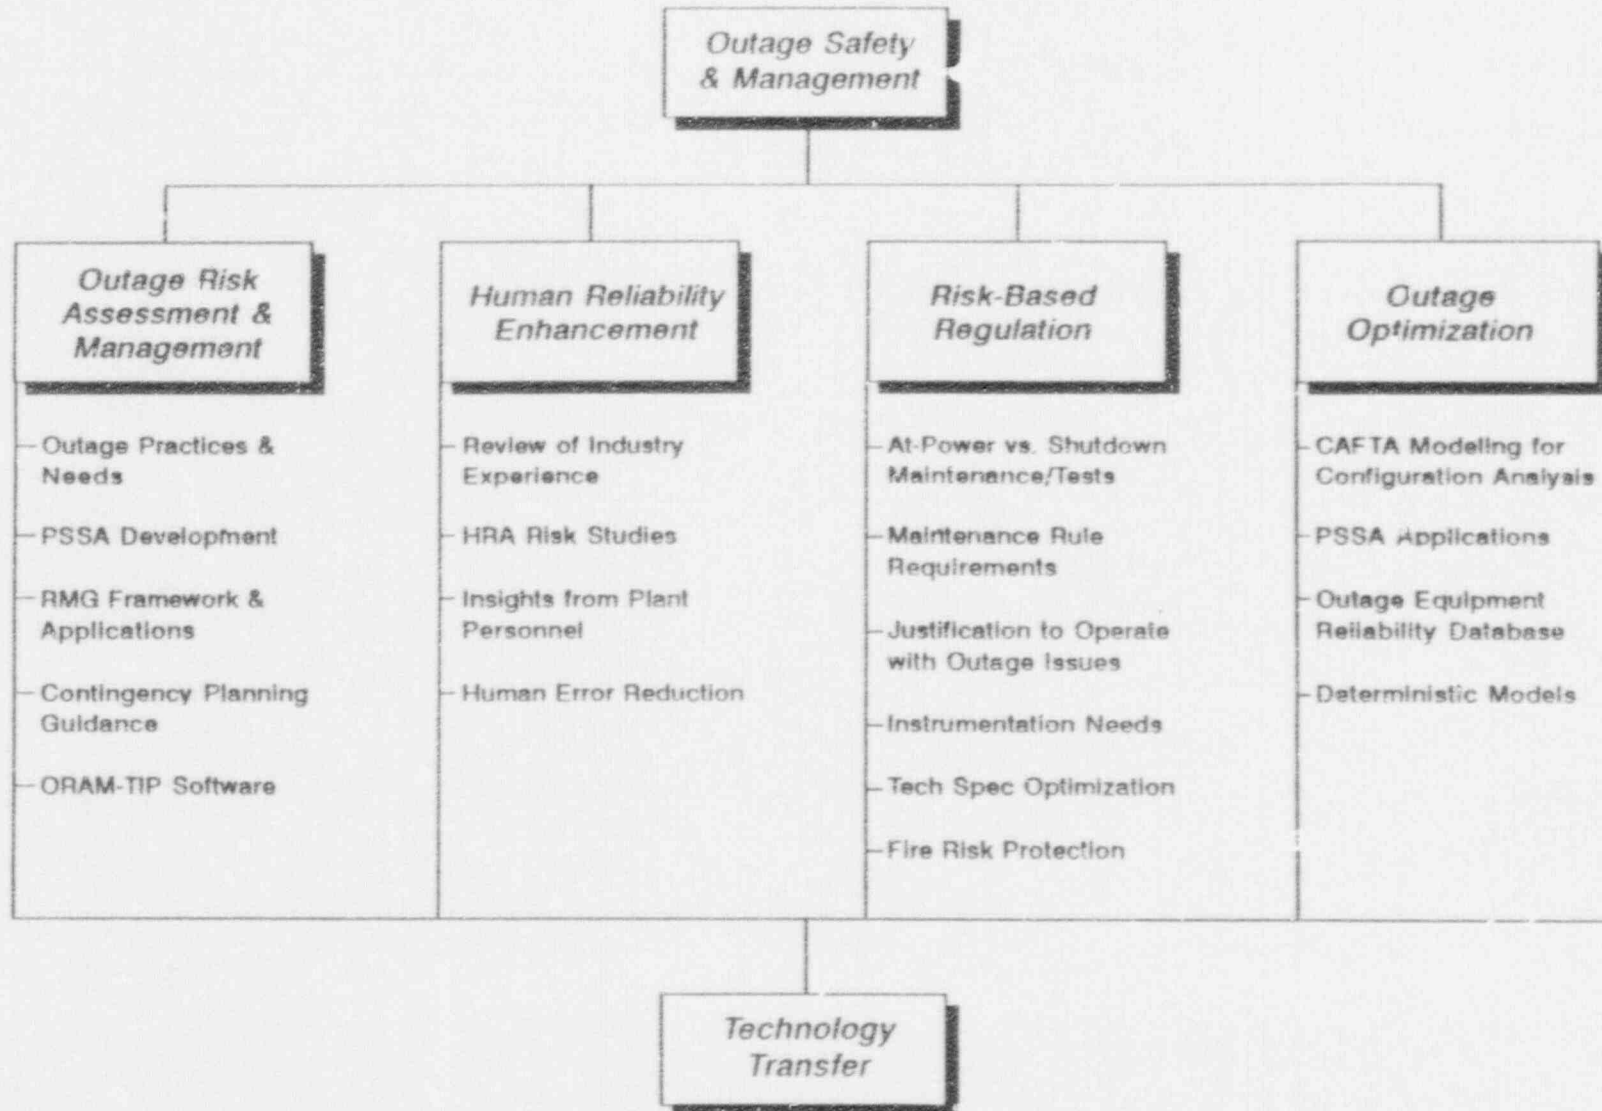 Outage Safety
& Management
Outage Risk
Assessment &
Management
Human Reliability
Enhancement
Risk-Based
Regulation
Outage
Optimization
Outage Practices &
Needs
PSSA Development
RMG Framework &
Applications
Contingency Planning
Guidance
ORAM-TIP Software
Review of Industry
Experience
HRA Risk Studies
Insights from Plant
Personnel
Human Error Reduction
At-Power vs. Shutdown
Maintenance/Tests
Maintenance Rule
Requirements
Justification to Operate
with Outage Issues
Instrumentation Needs
Tech Spec Optimization
Fire Risk Protection
CAFTA Modeling for
Configuration Analysis
PSSA Applications
Outage Equipment
Reliability Database
Deterministic Models
Technology
Transfer